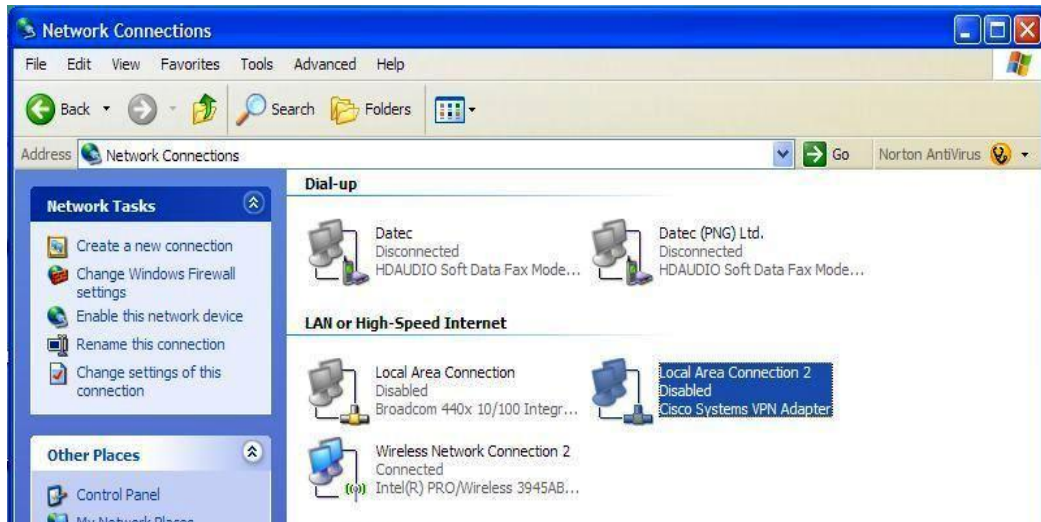 Network Connections
File Edit View Favorites Tools Advanced Help
Back Search Folders
Address Network Connections Go Norton AntiVirus
Network Tasks
Create a new connection
Change Windows Firewall
settings
Enable this network device
Rename this connection
Change settings of this
connection
Other Places
Control Panel
My Network Places
Dial-up
Datec
Disconnected
HDAUDIO Soft Data Fax Mode...
Datec (PNG) Ltd.
Disconnected
HDAUDIO Soft Data Fax Mode...
LAN or High-Speed Internet
Local Area Connection
Disabled
Broadcom 440x 10/100 Integr...
Local Area Connection 2
Disabled
Cisco Systems VPN Adapter
Wireless Network Connection 2
Connected
Intel(R) PRO/Wireless 3945AB...